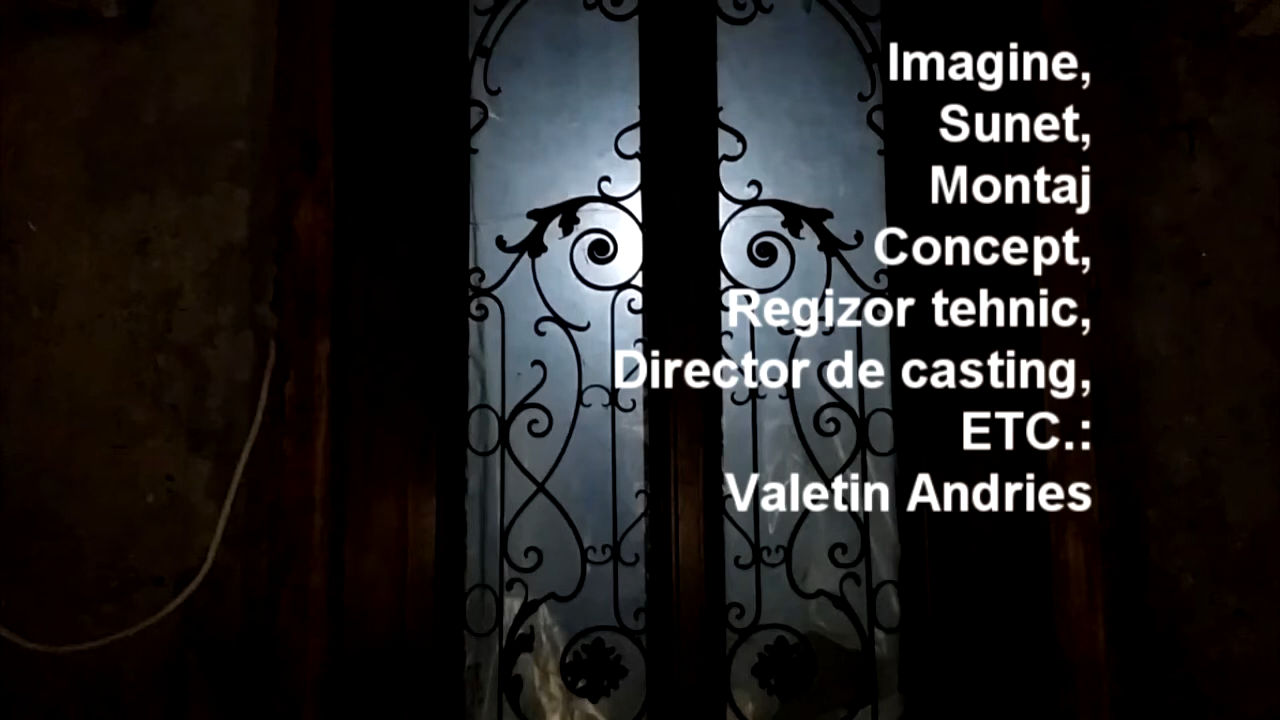 Imagine,
Sunet,
Montaj
Concept,
Regizor tehnic,
Director de casting,
ETC.:
Valetin Andries